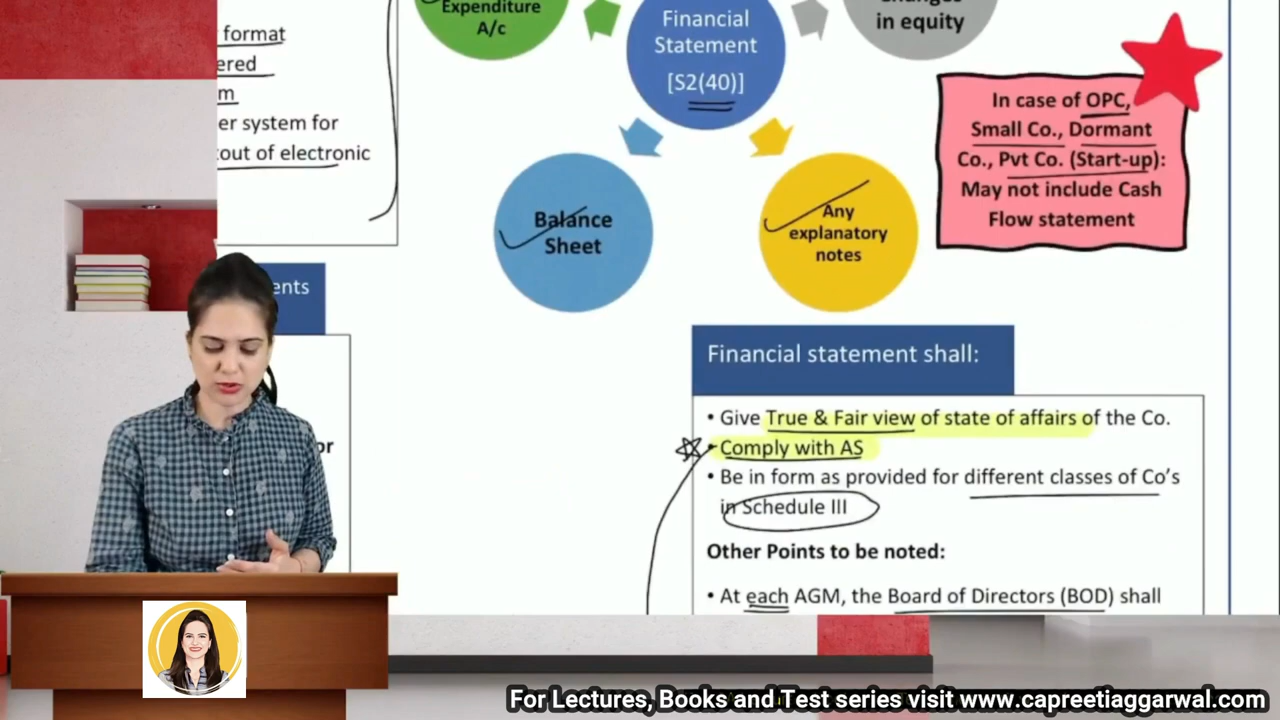 format
ered
m
er system for
out of electronic
ents
or
Expenditure
A/c
Financial
Statement
[S2(40)]
in equity
In case of OPC,
Small Co., Dormant
Co., Pvt Co. (Start-up):
May not include Cash
Flow statement
Balance
Sheet
Any
explanatory
notes
Financial statement shall:
• Give True & Fair view of state of affairs of the Co.
• Comply with AS
• Be in form as provided for different classes of Co's
in Schedule III
Other Points to be noted:
• At each AGM, the Board of Directors (BOD) shall
For Lectures, Books and Test series visit www.capreetiaggarwal.com